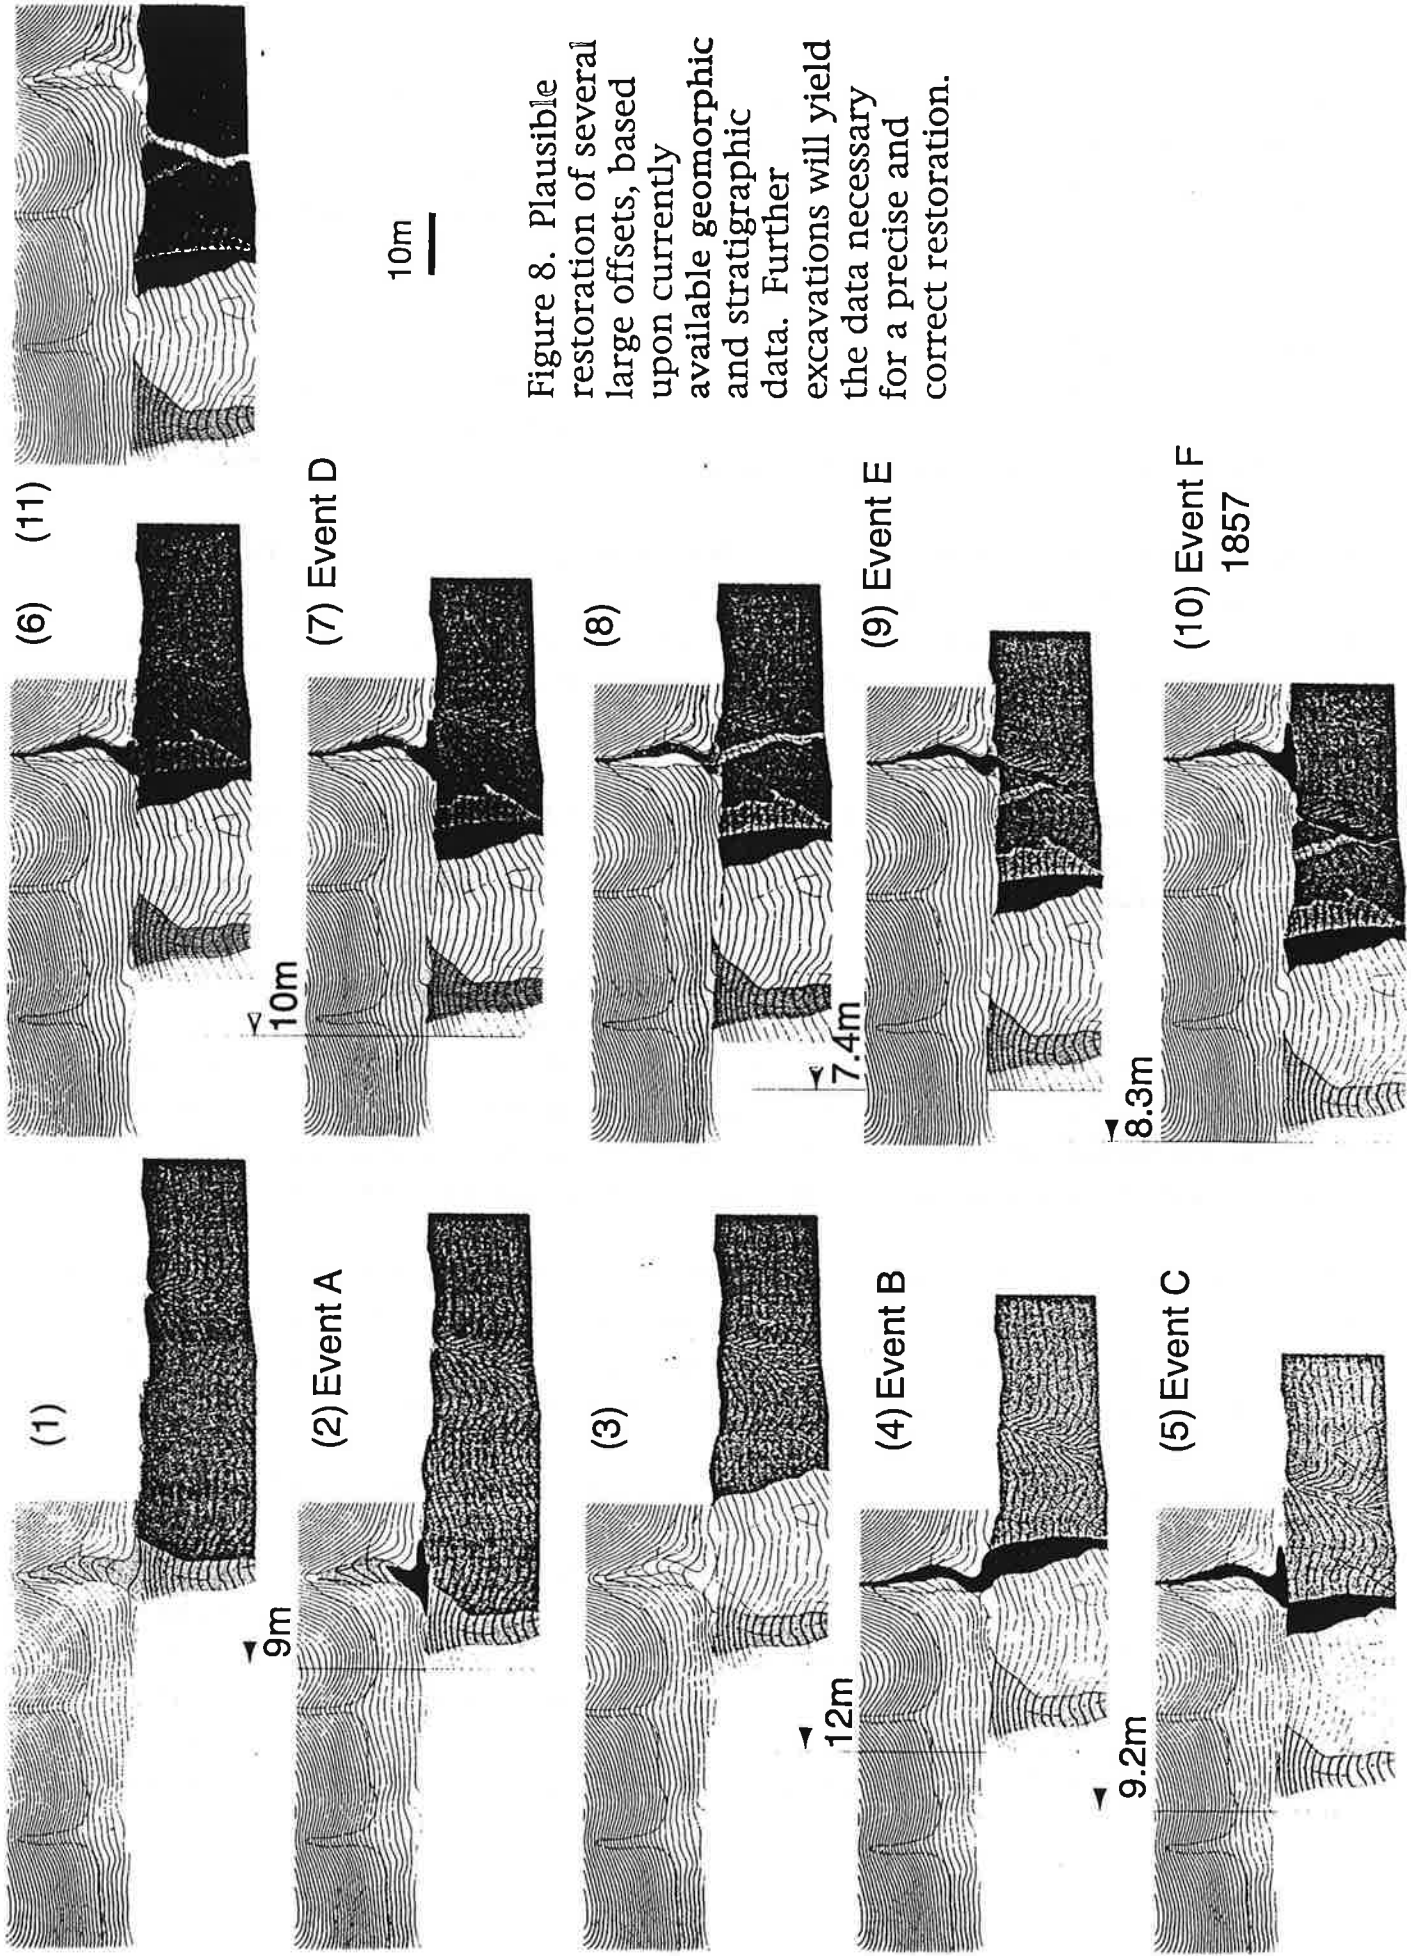 (1)
(2) Event A
9m
(3)
(4) Event B
12m
(5) Event C
9.2m
(6)
(7) Event D
10m
(8)
(9) Event E
7.4m
(10) Event F
1857
8.3m
(11)
10m
Figure 8. Plausible
restoration of several
large offsets, based
upon currently
available geomorphic
and stratigraphic
data. Further
excavations will yield
the data necessary
for a precise and
correct restoration.